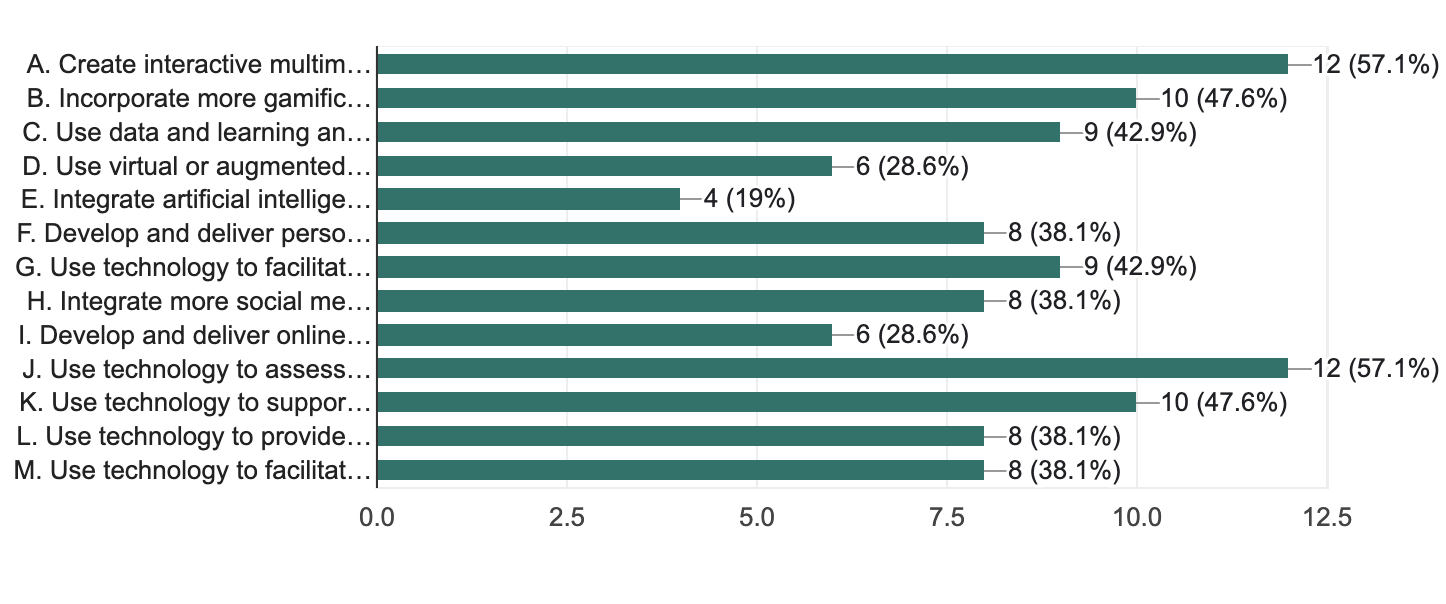 A. Create interactive multim… 12 (57.1%)
B. Incorporate more gamific… 10 (47.6%)
C. Use data and learning an… 9 (42.9%)
D. Use virtual or augmented… 6 (28.6%)
E. Integrate artificial intellige… 4 (19%)
F. Develop and deliver perso… 8 (38.1%)
G. Use technology to facilitat… 9 (42.9%)
H. Integrate more social me… 8 (38.1%)
I. Develop and deliver online… 6 (28.6%)
J. Use technology to assess… 12 (57.1%)
K. Use technology to suppor… 10 (47.6%)
L. Use technology to provide… 8 (38.1%)
M. Use technology to facilitat… 8 (38.1%)
0.0 2.5 5.0 7.5 10.0 12.5